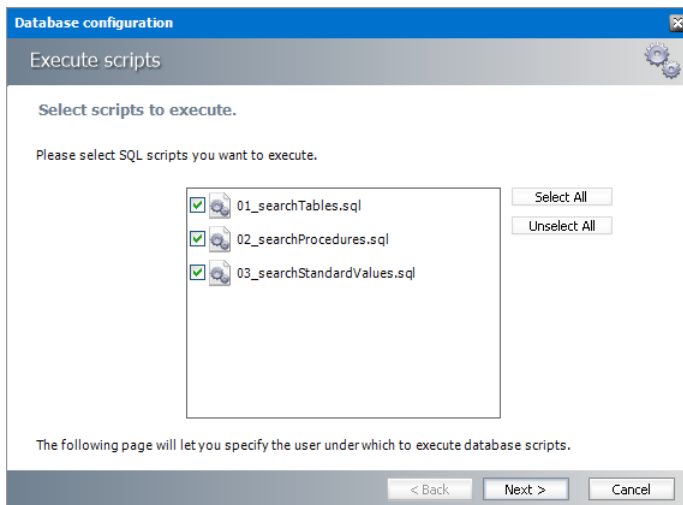 Database configuration
Execute scripts
Select scripts to execute.
Please select SQL scripts you want to execute.
01_searchTables.sql
Select All
02_searchProcedures.sql
Unselect All
03_searchStandardValues.sql
The following page will let you specify the user under which to execute database scripts.
< Back Next > Cancel